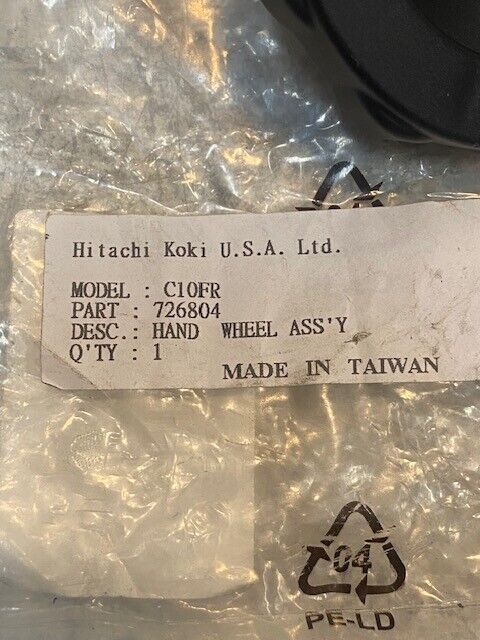 Hitachi Koki U.S.A. Ltd.
MODEL : C10FR
PART : 726804
DESC.: HAND WHEEL ASS'Y
Q'TY : 1
MADE IN TAIWAN
04
PE-LD